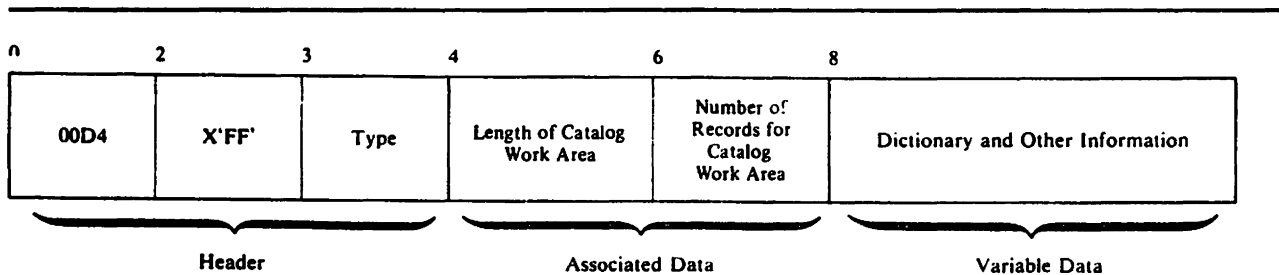 0 2 3 4 6 8
00D4
X'FF'
Type
Length of Catalog
Work Area
Number of
Records for
Catalog
Work Area
Dictionary and Other Information
Header
Associated Data
Variable Data